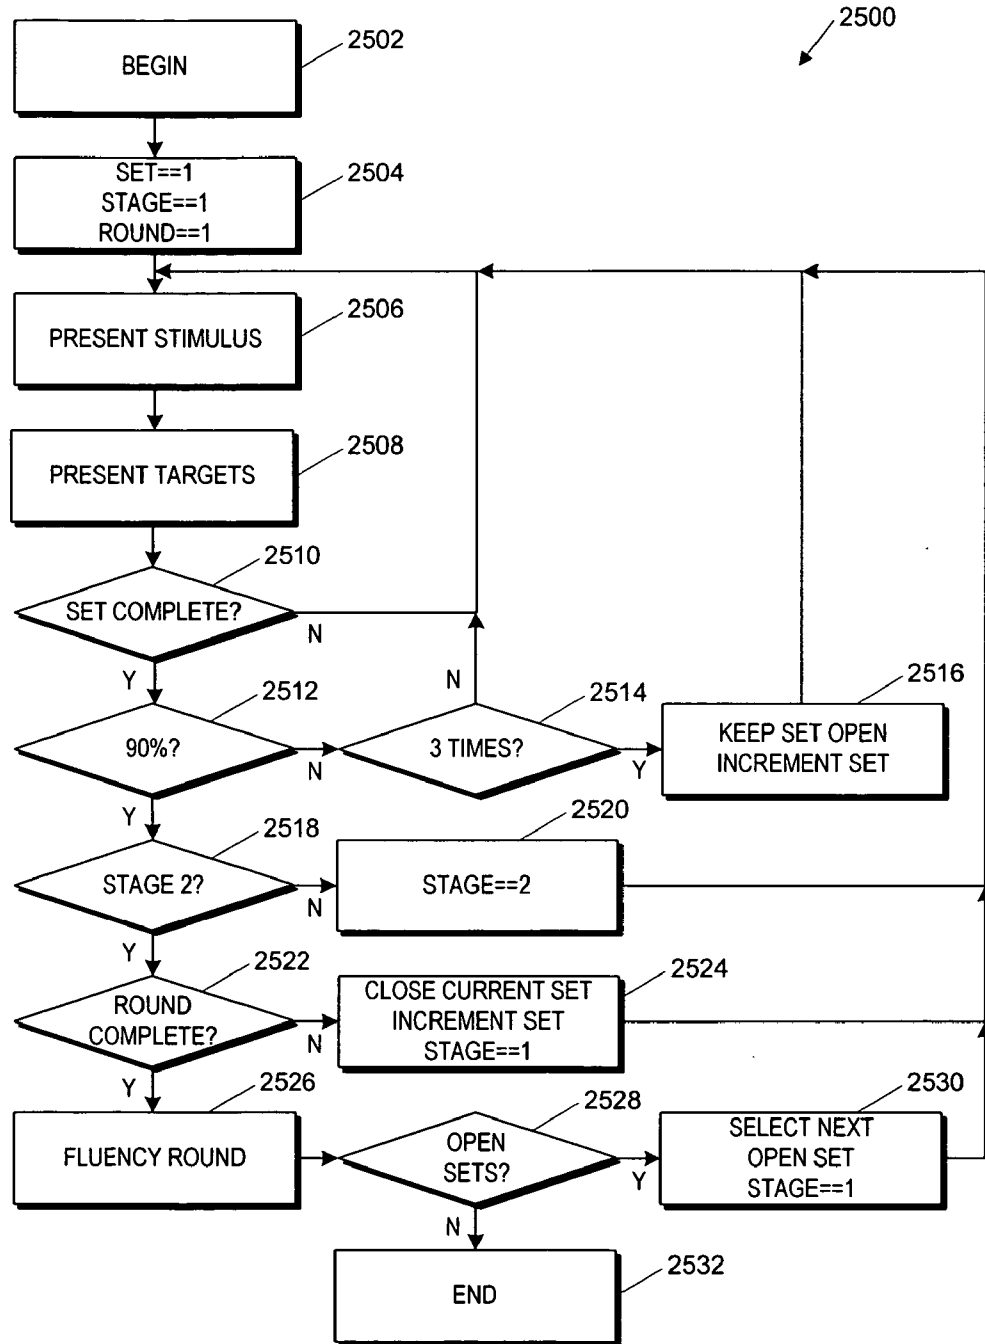 2500
2502
BEGIN
2504
SET==1
STAGE==1
ROUND==1
2506
PRESENT STIMULUS
2508
PRESENT TARGETS
2510
SET COMPLETE?
N
Y
2512
90%?
N
2514
3 TIMES?
N
Y
2516
KEEP SET OPEN
INCREMENT SET
Y
2518
STAGE 2?
N
2520
STAGE==2
Y
2522
ROUND
COMPLETE?
N
2524
CLOSE CURRENT SET
INCREMENT SET
STAGE==1
Y
2526
FLUENCY ROUND
2528
OPEN
SETS?
Y
2530
SELECT NEXT
OPEN SET
STAGE==1
N
2532
END